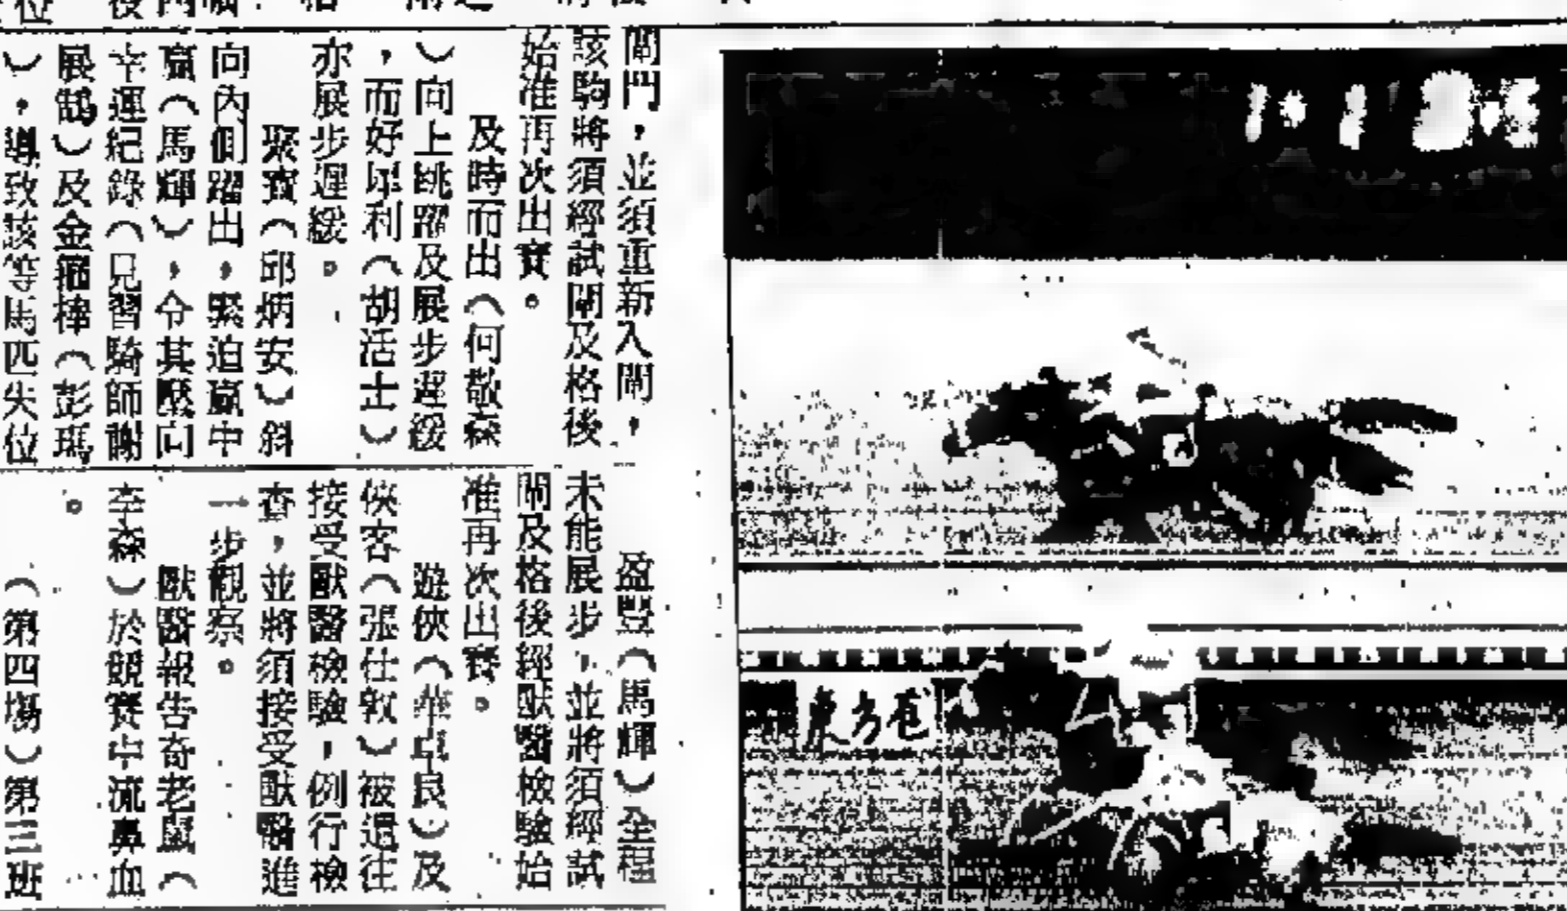 閘門，並須重新入閘，
該駒將須經試閘及格後
始准再次出賽。
及時而出（何敬森
）向上跳躍及展步遲緩
，而好犀利（胡活士）
亦展步遲緩。
聚寶（邱炳安）斜
向內側躍出，緊迫贏中
贏（馬輝），令其壓向
幸運紀錄（見習騎師謝
展鵠）及金箍棒（彭瑪
），導致該等馬匹失位
盈豐（馬輝）全程
未能展步，並將須經試
閘及格後經獸醫檢驗始
准再次出賽。
遊俠（華卓良）及
俠客（張仕敦）被遣往
接受獸醫檢驗，例行檢
查，並將須接受獸醫進
一步觀察。
獸醫報告奇老鼠（
李森）於競賽中流鼻血
。
（第四場）第三班
東方苑